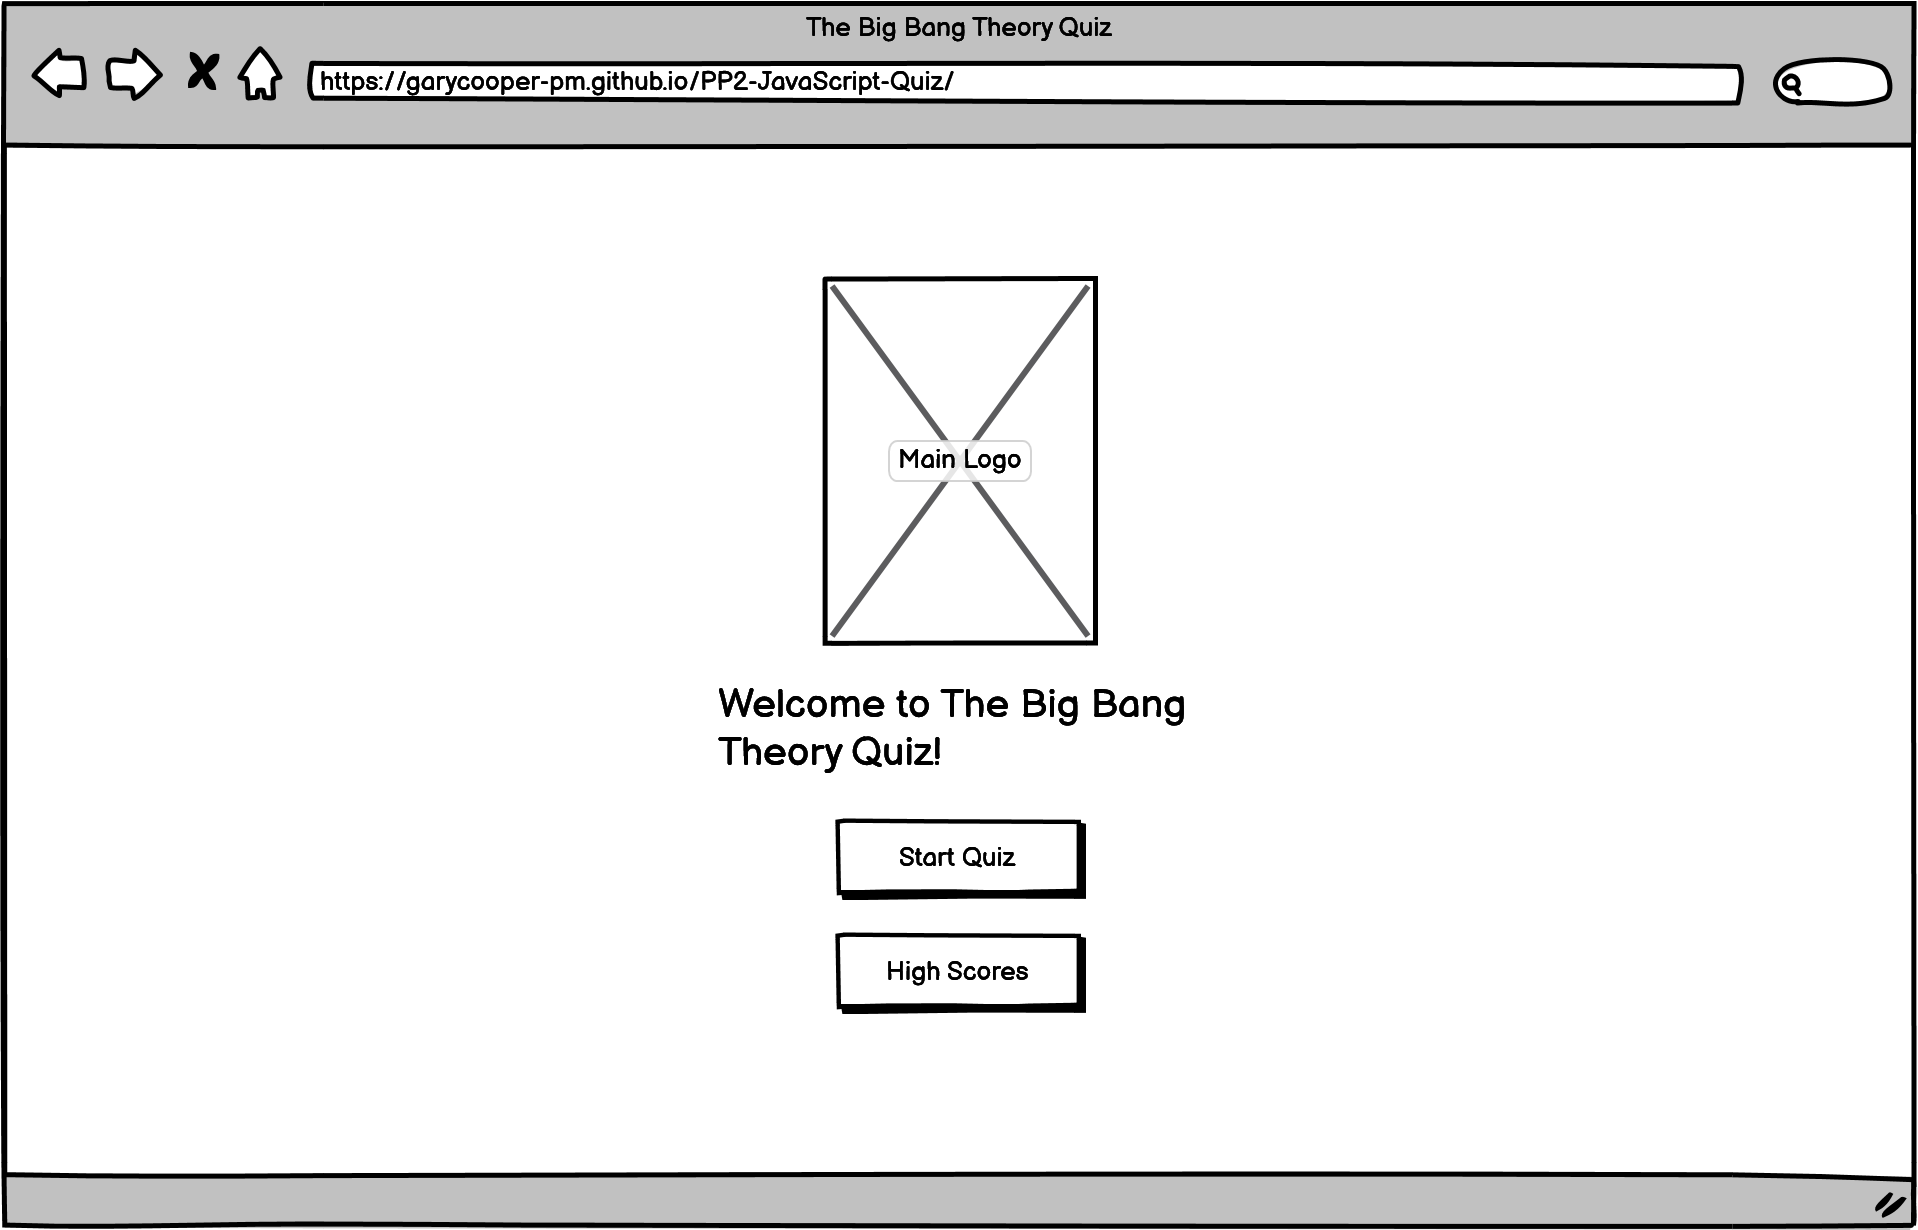 The Big Bang Theory Quiz
https://garycooper-pm.github.io/PP2-JavaScript-Quiz/
Main Logo
Welcome to The Big Bang
Theory Quiz!
Start Quiz
High Scores